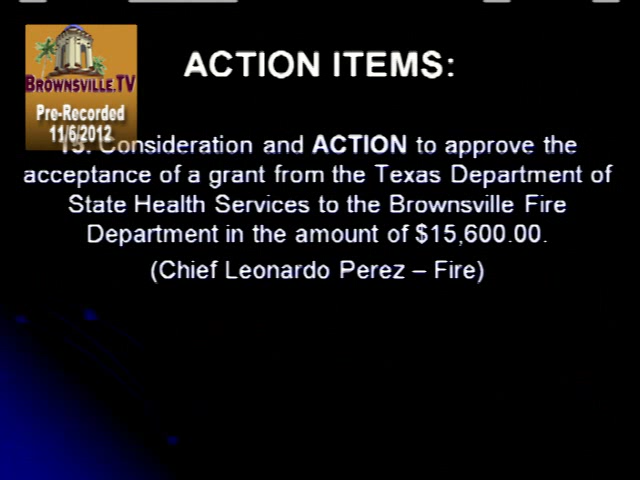 BROWNSVILLE.TV
Pre-Recorded
11/6/2012
ACTION ITEMS:
Consideration and ACTION to approve the
acceptance of a grant from the Texas Department of
State Health Services to the Brownsville Fire
Department in the amount of $15,600.00.
(Chief Leonardo Perez – Fire)